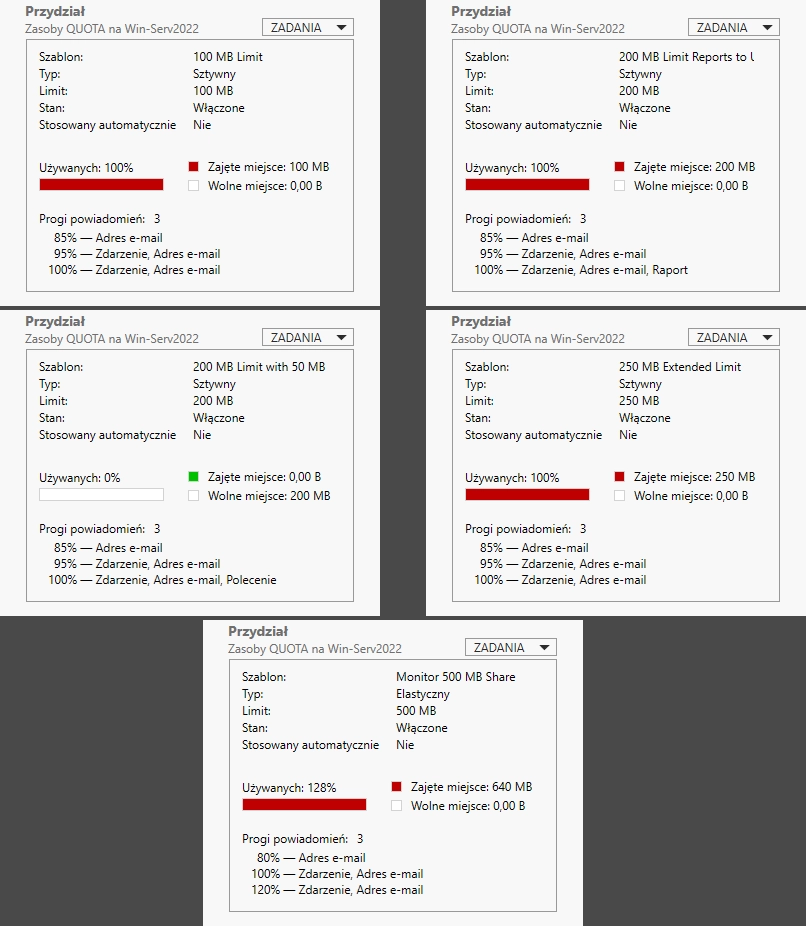 Przydział
Zasoby QUOTA na Win-Serv2022
ZADANIA
Szablon: 100 MB Limit
Typ: Sztywny
Limit: 100 MB
Stan: Włączone
Stosowany automatycznie Nie
Używanych: 100%
Zajęte miejsce: 100 MB
Wolne miejsce: 0,00 B
Progi powiadomień: 3
85% — Adres e-mail
95% — Zdarzenie, Adres e-mail
100% — Zdarzenie, Adres e-mail
Przydział
Zasoby QUOTA na Win-Serv2022
ZADANIA
Szablon: 200 MB Limit Reports to
Typ: Sztywny
Limit: 200 MB
Stan: Włączone
Stosowany automatycznie Nie
Używanych: 100%
Zajęte miejsce: 200 MB
Wolne miejsce: 0,00 B
Progi powiadomień: 3
85% — Adres e-mail
95% — Zdarzenie, Adres e-mail
100% — Zdarzenie, Adres e-mail, Raport
Przydział
Zasoby QUOTA na Win-Serv2022
ZADANIA
Szablon: 200 MB Limit with 50 MB
Typ: Sztywny
Limit: 200 MB
Stan: Włączone
Stosowany automatycznie Nie
Używanych: 0%
Zajęte miejsce: 0,00 B
Wolne miejsce: 200 MB
Progi powiadomień: 3
85% — Adres e-mail
95% — Zdarzenie, Adres e-mail
100% — Zdarzenie, Adres e-mail, Polecenie
Przydział
Zasoby QUOTA na Win-Serv2022
ZADANIA
Szablon: 250 MB Extended Limit
Typ: Sztywny
Limit: 250 MB
Stan: Włączone
Stosowany automatycznie Nie
Używanych: 100%
Zajęte miejsce: 250 MB
Wolne miejsce: 0,00 B
Progi powiadomień: 3
85% — Adres e-mail
95% — Zdarzenie, Adres e-mail
100% — Zdarzenie, Adres e-mail
Przydział
Zasoby QUOTA na Win-Serv2022
ZADANIA
Szablon: Monitor 500 MB Share
Typ: Elastyczny
Limit: 500 MB
Stan: Włączone
Stosowany automatycznie Nie
Używanych: 128%
Zajęte miejsce: 640 MB
Wolne miejsce: 0,00 B
Progi powiadomień: 3
80% — Adres e-mail
100% — Zdarzenie, Adres e-mail
120% — Zdarzenie, Adres e-mail